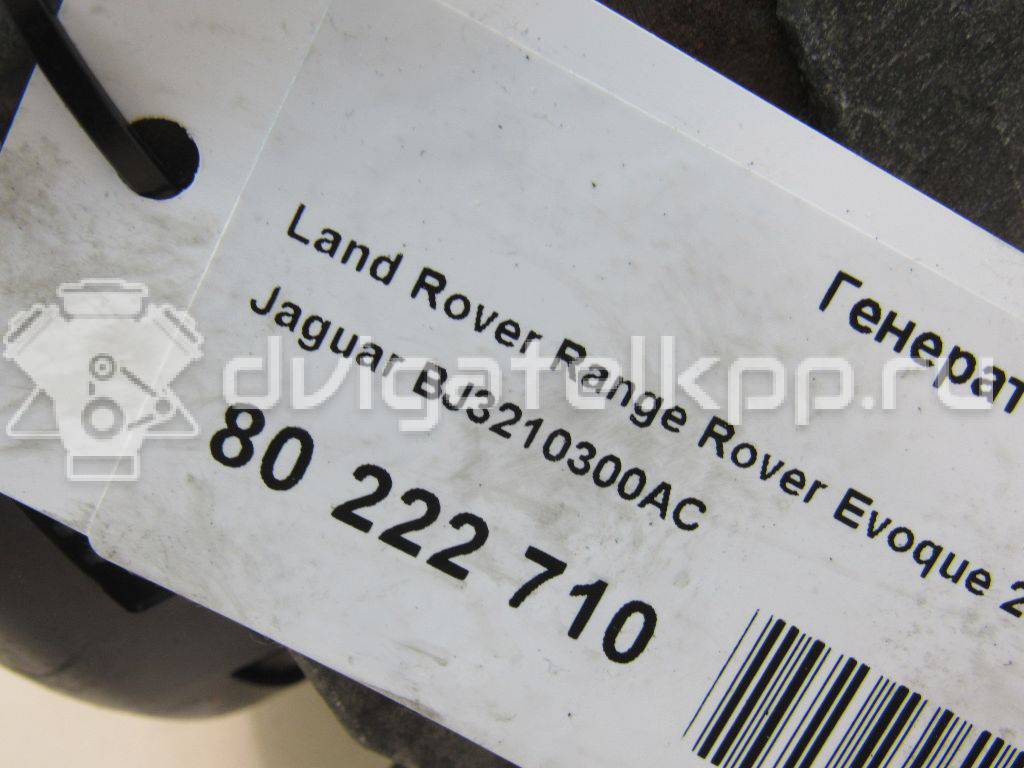 Генерат
Land Rover Range Rover Evoque 2
Jaguar BJ3210300AC
80 222 710
dvigatelkpp.ru